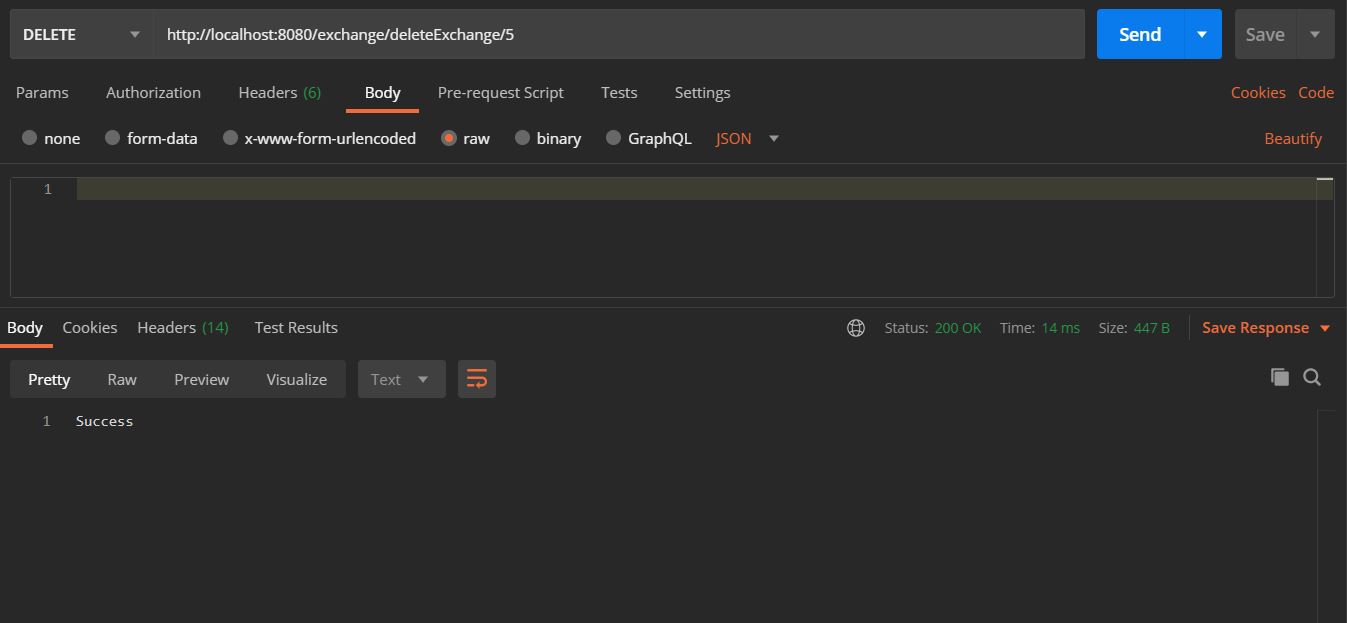 DELETE http://localhost:8080/exchange/deleteExchange/5 Send Save
Params Authorization Headers (6) Body Pre-request Script Tests Settings Cookies Code
none form-data x-www-form-urlencoded raw binary GraphQL JSON Beautify
1
Body Cookies Headers (14) Test Results Status: 200 OK Time: 14 ms Size: 447 B Save Response
Pretty Raw Preview Visualize Text
1 Success